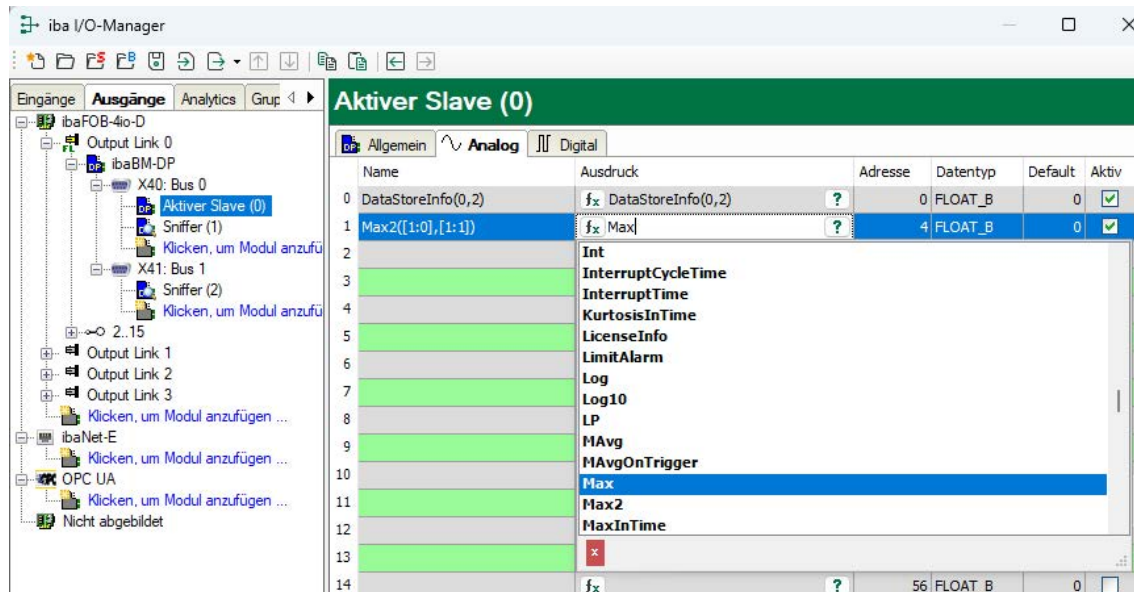 iba I/O-Manager
Eingänge Ausgänge Analytics Grup
ibaFOB-4io-D
Output Link 0
ibaBM-DP
X40: Bus 0
Aktiver Slave (0)
Sniffer (1)
Klicken, um Modul anzufü
X41: Bus 1
Sniffer (2)
Klicken, um Modul anzufü
2..15
Output Link 1
Output Link 2
Output Link 3
Klicken, um Modul anzufügen ...
ibaNet-E
Klicken, um Modul anzufügen ...
OPC UA
Klicken, um Modul anzufügen ...
Nicht abgebildet
Aktiver Slave (0)
Allgemein Analog Digital
Name Ausdruck Adresse Datentyp Default Aktiv
0 DataStoreInfo(0,2) fx DataStoreInfo(0,2) ? 0 FLOAT_B 0
1 Max2([1:0],[1:1]) fx Max ? 4 FLOAT_B 0
2
3
4
5
6
7
8
9
10
11
12
13
14 fx ? 56 FLOAT_B 0
Int
InterruptCycleTime
InterruptTime
KurtosisInTime
LicenseInfo
LimitAlarm
Log
Log10
LP
MAvg
MAvgOnTrigger
Max
Max2
MaxInTime
x